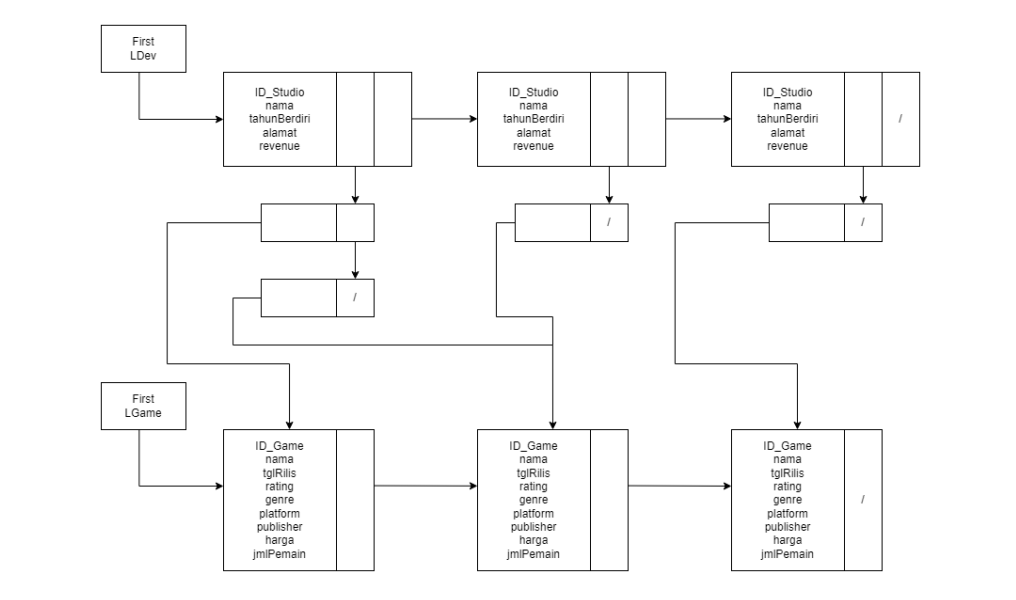 First
LDev
ID_Studio
nama
tahunBerdiri
alamat
revenue
ID_Studio
nama
tahunBerdiri
alamat
revenue
ID_Studio
nama
tahunBerdiri
alamat
revenue
/
/
/
/
First
LGame
ID_Game
nama
tglRilis
rating
genre
platform
publisher
harga
jmlPemain
ID_Game
nama
tglRilis
rating
genre
platform
publisher
harga
jmlPemain
ID_Game
nama
tglRilis
rating
genre
platform
publisher
harga
jmlPemain
/